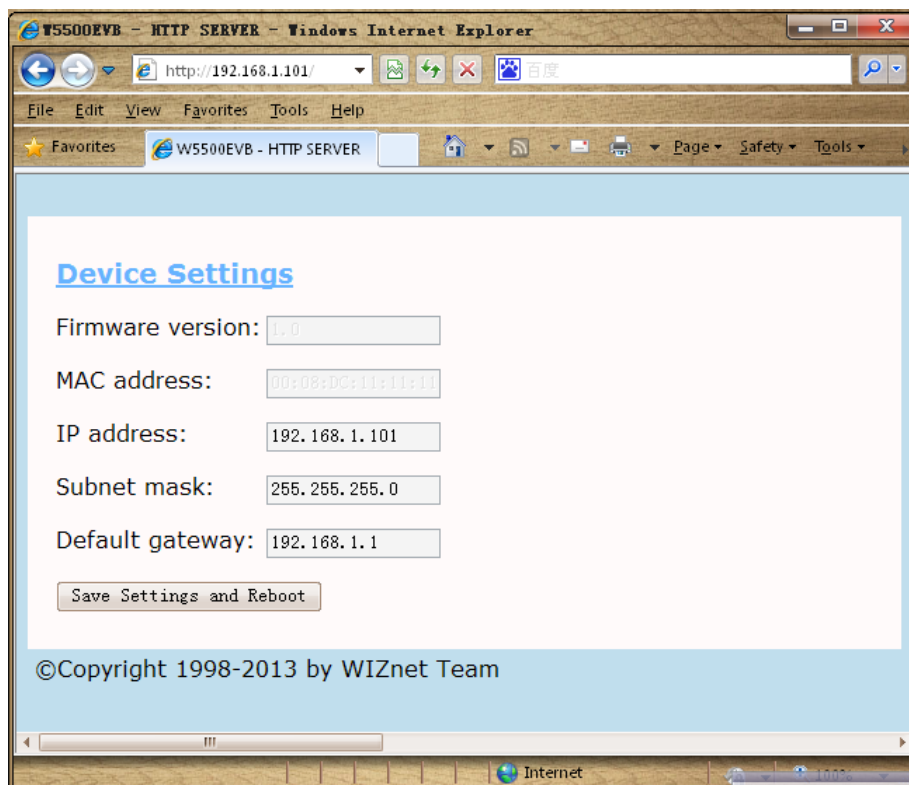 W5500EVB - HTTP SERVER - Windows Internet Explorer
http://192.168.1.101/ 百度
File Edit View Favorites Tools Help
Favorites W5500EVB - HTTP SERVER Page Safety Tools
Device Settings
Firmware version: 1.0
MAC address: 00:08:DC:11:11:11
IP address: 192.168.1.101
Subnet mask: 255.255.255.0
Default gateway: 192.168.1.1
Save Settings and Reboot
©Copyright 1998-2013 by WIZnet Team
Internet 100%